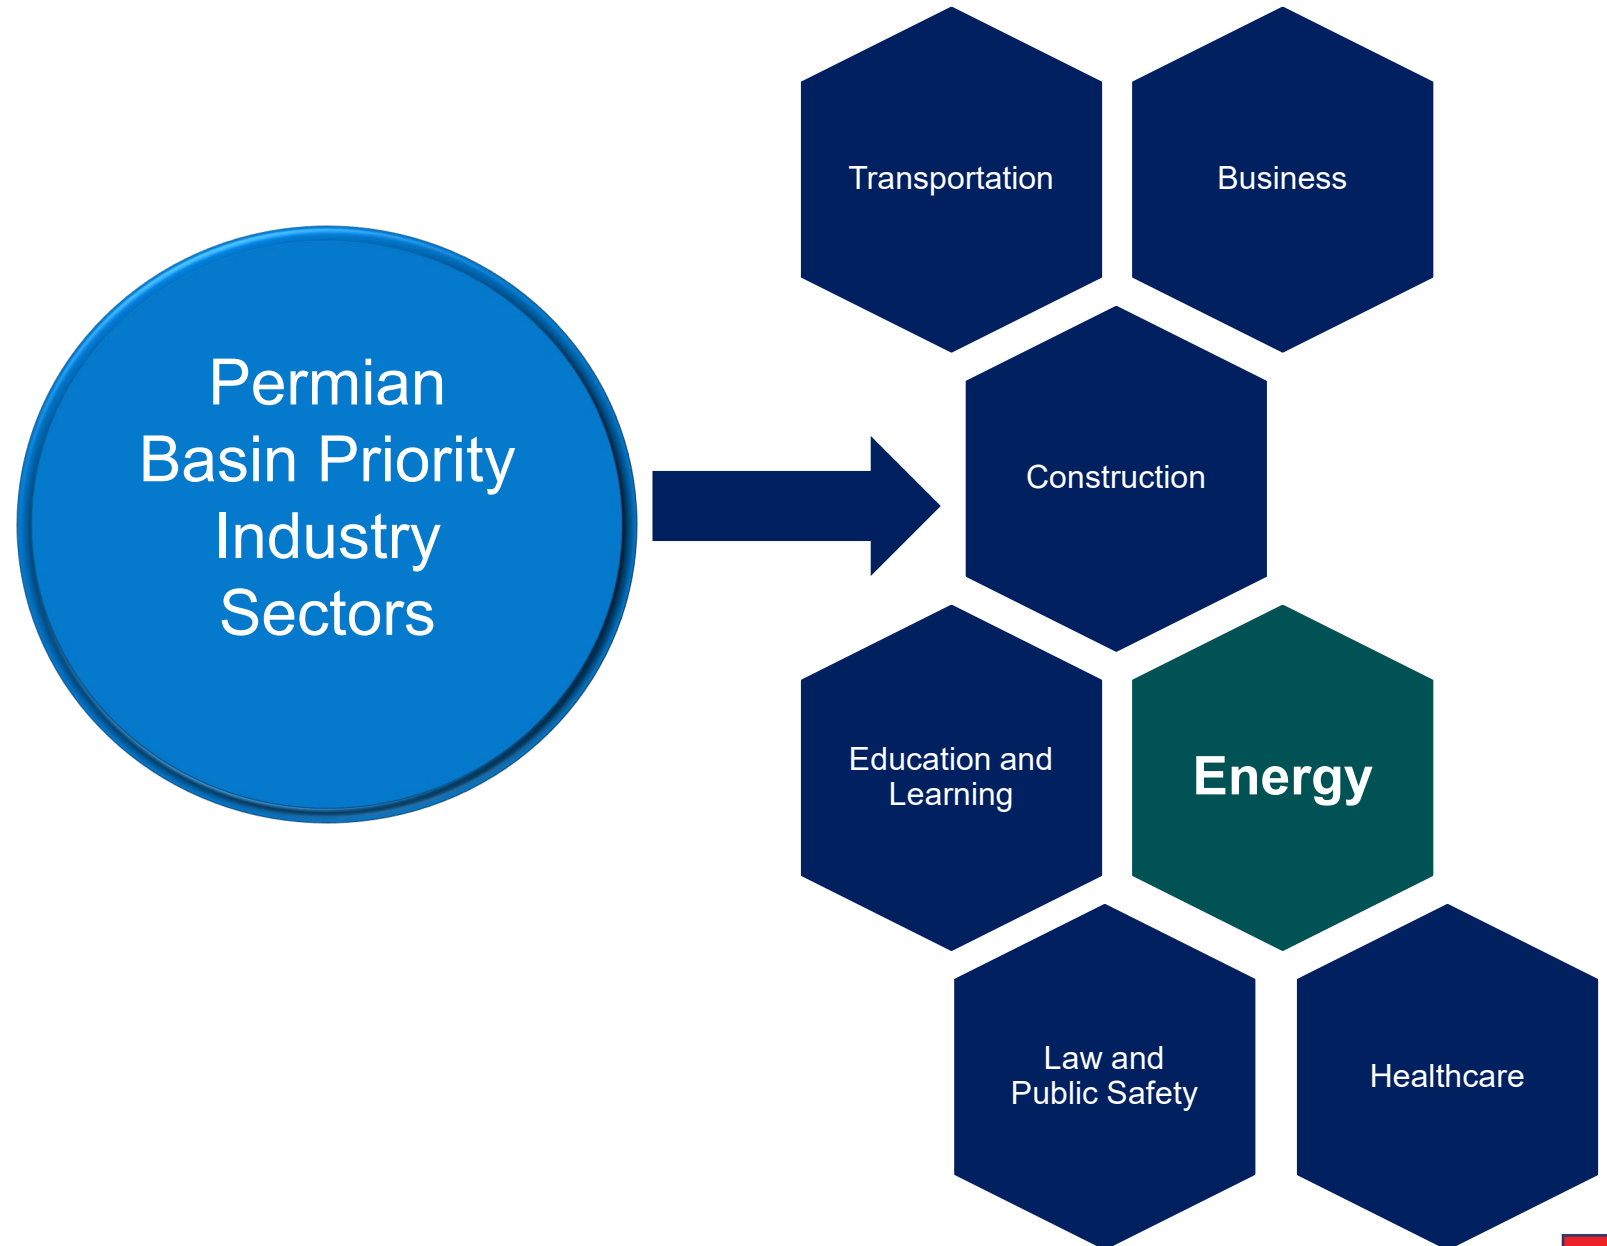 Permian
Basin Priority
Industry
Sectors
Transportation
Business
Construction
Education and
Learning
Energy
Law and
Public Safety
Healthcare